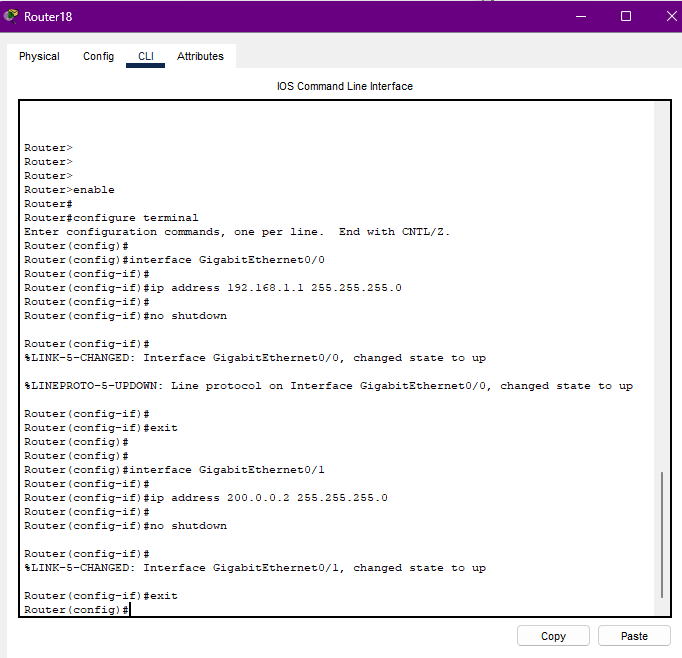 Router18
Physical Config CLI Attributes
IOS Command Line Interface
Router>
Router>
Router>
Router>enable
Router#
Router#configure terminal
Enter configuration commands, one per line.  End with CNTL/Z.
Router(config)#
Router(config)#interface GigabitEthernet0/0
Router(config-if)#
Router(config-if)#ip address 192.168.1.1 255.255.255.0
Router(config-if)#
Router(config-if)#no shutdown
Router(config-if)#
%LINK-5-CHANGED: Interface GigabitEthernet0/0, changed state to up
%LINEPROTO-5-UPDOWN: Line protocol on Interface GigabitEthernet0/0, changed state to up
Router(config-if)#
Router(config-if)#exit
Router(config)#
Router(config)#
Router(config)#interface GigabitEthernet0/1
Router(config-if)#
Router(config-if)#ip address 200.0.0.2 255.255.255.0
Router(config-if)#
Router(config-if)#no shutdown
Router(config-if)#
%LINK-5-CHANGED: Interface GigabitEthernet0/1, changed state to up
Router(config-if)#exit
Router(config)#
Copy Paste